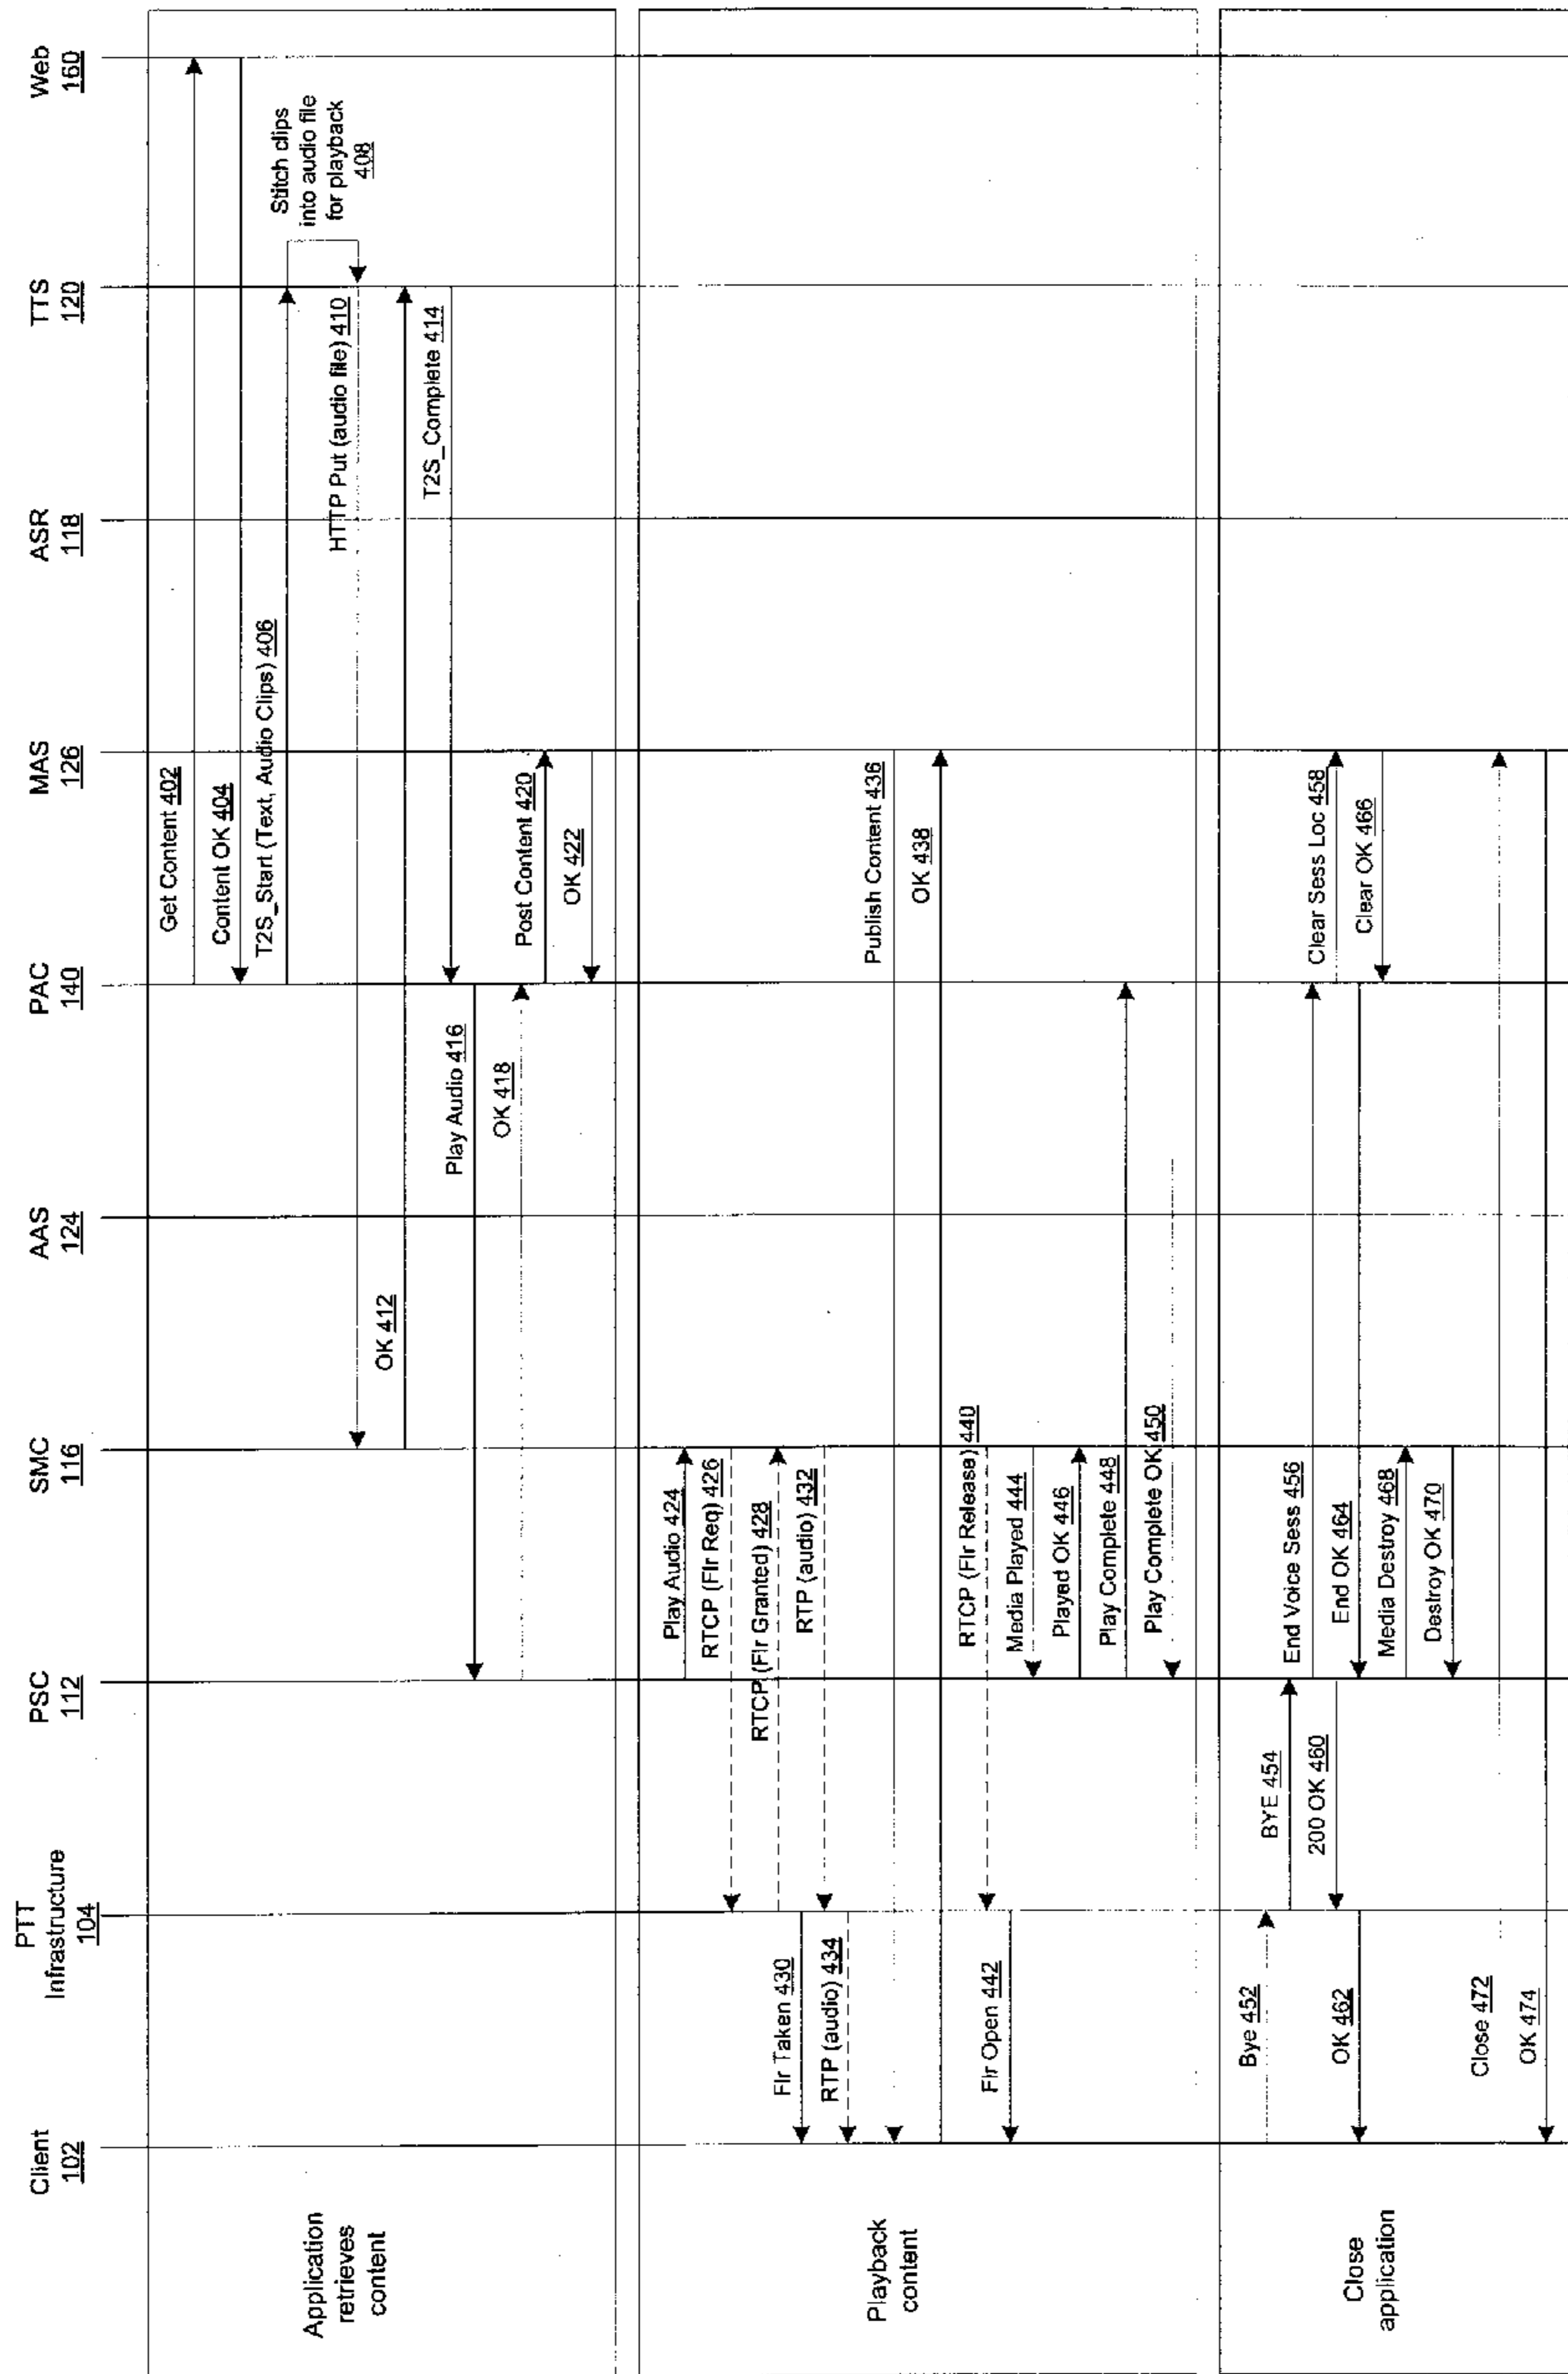 Client
102
PTT
Infrastructure
104
PSC
112
SMC
116
AAS
124
PAC
140
MAS
126
ASR
118
TTS
120
Web
160
Application
retrieves
content
Get Content 402
Content OK 404
T2S_Start (Text, Audio Clips) 406
Stitch clips
into audio file
for playback
408
HTTP Put (audio file) 410
OK 412
T2S_Complete 414
Play Audio 416
OK 418
Post Content 420
OK 422
Playback
content
Play Audio 424
RTCP (Flr Req) 426
RTCP (Flr Granted) 428
Flr Taken 430
RTP (audio) 432
RTP (audio) 434
Publish Content 436
OK 438
RTCP (Flr Release) 440
Flr Open 442
Media Played 444
Played OK 446
Play Complete 448
Play Complete OK 450
Close
application
Bye 452
BYE 454
End Voice Sess 456
Clear Sess Loc 458
200 OK 460
OK 462
End OK 464
Clear OK 466
Media Destroy 468
Destroy OK 470
Close 472
OK 474